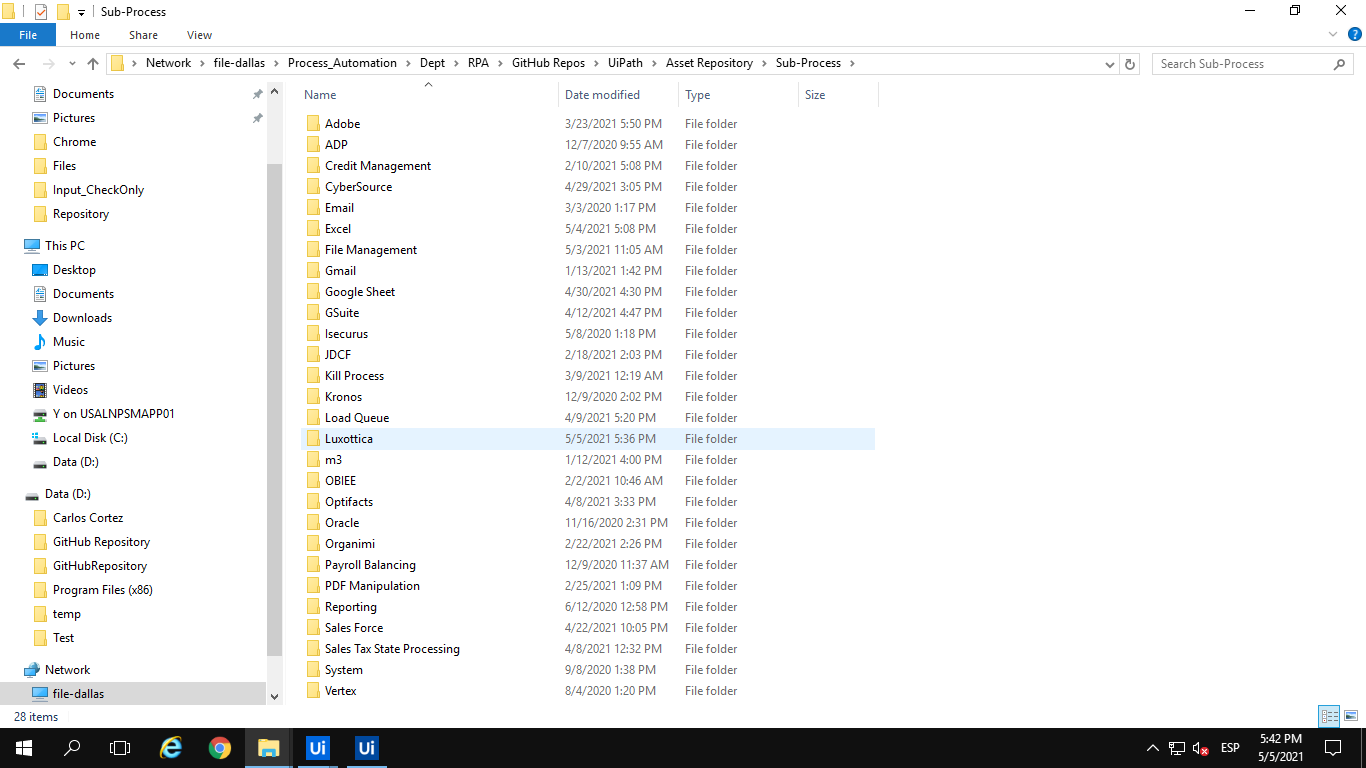 Sub-Process
File Home Share View
Network file-dallas Process_Automation Dept RPA GitHub Repos UiPath Asset Repository Sub-Process
Search Sub-Process
Documents
Pictures
Chrome
Files
Input_CheckOnly
Repository
This PC
Desktop
Documents
Downloads
Music
Pictures
Videos
Y on USALNPSMAPP01
Local Disk (C:)
Data (D:)
Data (D:)
Carlos Cortez
GitHub Repository
GitHubRepository
Program Files (x86)
temp
Test
Network
file-dallas
Name Date modified Type Size
Adobe 3/23/2021 5:50 PM File folder
ADP 12/7/2020 9:55 AM File folder
Credit Management 2/10/2021 5:08 PM File folder
CyberSource 4/29/2021 3:05 PM File folder
Email 3/3/2020 1:17 PM File folder
Excel 5/4/2021 5:08 PM File folder
File Management 5/3/2021 11:05 AM File folder
Gmail 1/13/2021 1:42 PM File folder
Google Sheet 4/30/2021 4:30 PM File folder
GSuite 4/12/2021 4:47 PM File folder
Isecurus 5/8/2020 1:18 PM File folder
JDCF 2/18/2021 2:03 PM File folder
Kill Process 3/9/2021 12:19 AM File folder
Kronos 12/9/2020 2:02 PM File folder
Load Queue 4/9/2021 5:20 PM File folder
Luxottica 5/5/2021 5:36 PM File folder
m3 1/12/2021 4:00 PM File folder
OBIEE 2/2/2021 10:46 AM File folder
Optifacts 4/8/2021 3:33 PM File folder
Oracle 11/16/2020 2:31 PM File folder
Organimi 2/22/2021 2:26 PM File folder
Payroll Balancing 12/9/2020 11:37 AM File folder
PDF Manipulation 2/25/2021 1:09 PM File folder
Reporting 6/12/2020 12:58 PM File folder
Sales Force 4/22/2021 10:05 PM File folder
Sales Tax State Processing 4/8/2021 12:32 PM File folder
System 9/8/2020 1:38 PM File folder
Vertex 8/4/2020 1:20 PM File folder
28 items
Ui Ui
ESP
5:42 PM
5/5/2021